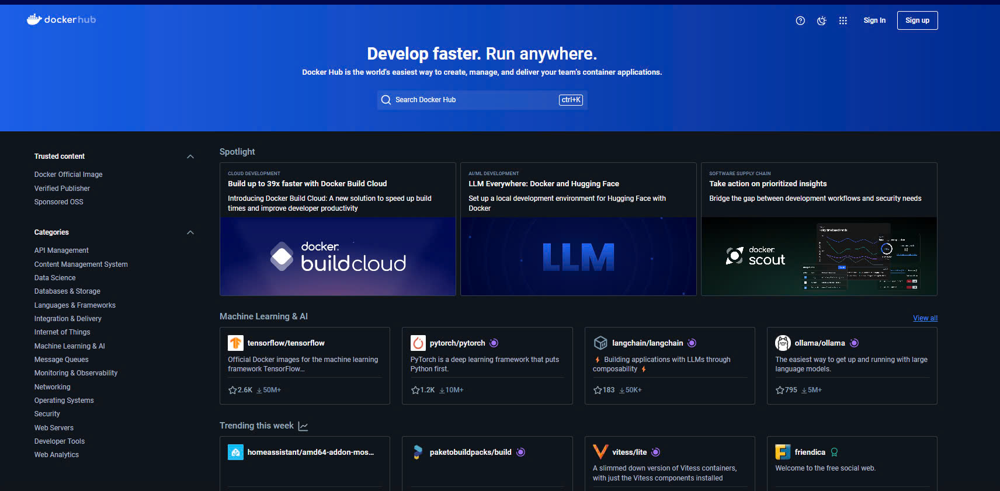 dockerhub
Sign In
Sign up
Develop faster. Run anywhere.
Docker Hub is the world's easiest way to create, manage, and deliver your team's container applications.
Search Docker Hub
ctrl+K
Trusted content
Docker Official Image
Verified Publisher
Sponsored OSS
Categories
API Management
Content Management System
Data Science
Databases & Storage
Languages & Frameworks
Integration & Delivery
Internet of Things
Machine Learning & AI
Message Queues
Monitoring & Observability
Networking
Operating Systems
Security
Web Servers
Developer Tools
Web Analytics
Spotlight
CLOUD DEVELOPMENT
Build up to 39x faster with Docker Build Cloud
Introducing Docker Build Cloud: A new solution to speed up build
times and improve developer productivity
docker
buildcloud
AI/ML DEVELOPMENT
LLM Everywhere: Docker and Hugging Face
Set up a local development environment for Hugging Face with
Docker
LLM
SOFTWARE SUPPLY CHAIN
Take action on prioritized insights
Bridge the gap between development workflows and security needs
docker
scout
Policy time based trends
Machine Learning & AI
View all
tensorflow/tensorflow
Official Docker images for the machine learning
framework TensorFlow...
2.6K 50M+
pytorch/pytorch
PyTorch is a deep learning framework that puts
Python first.
1.2K 10M+
langchain/langchain
⚡ Building applications with LLMs through
composability ⚡
183 50K+
ollama/ollama
The easiest way to get up and running with large
language models.
795 5M+
Trending this week
homeassistant/amd64-addon-mos...
paketobuildpacks/build
vitess/lite
A slimmed down version of Vitess containers,
with just the Vitess components installed
friendica
Welcome to the free social web.